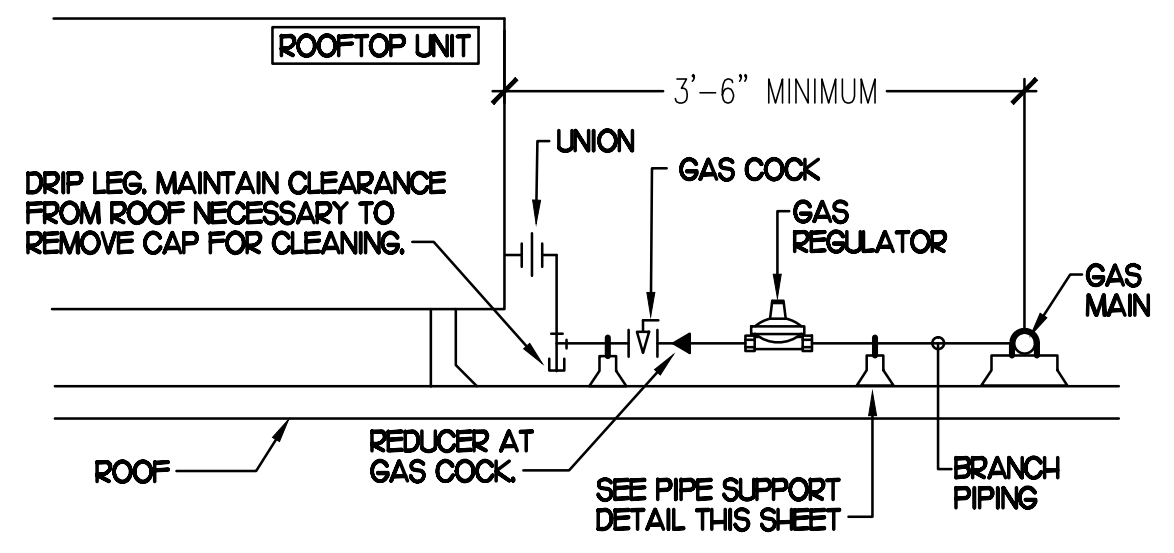 ROOFTOP UNIT
3'-6" MINIMUM
UNION
GAS COCK
DRIP LEG. MAINTAIN CLEARANCE
FROM ROOF NECESSARY TO
REMOVE CAP FOR CLEANING.
GAS
REGULATOR
GAS
MAIN
REDUCER AT
GAS COCK.
ROOF
SEE PIPE SUPPORT
DETAIL THIS SHEET
BRANCH
PIPING